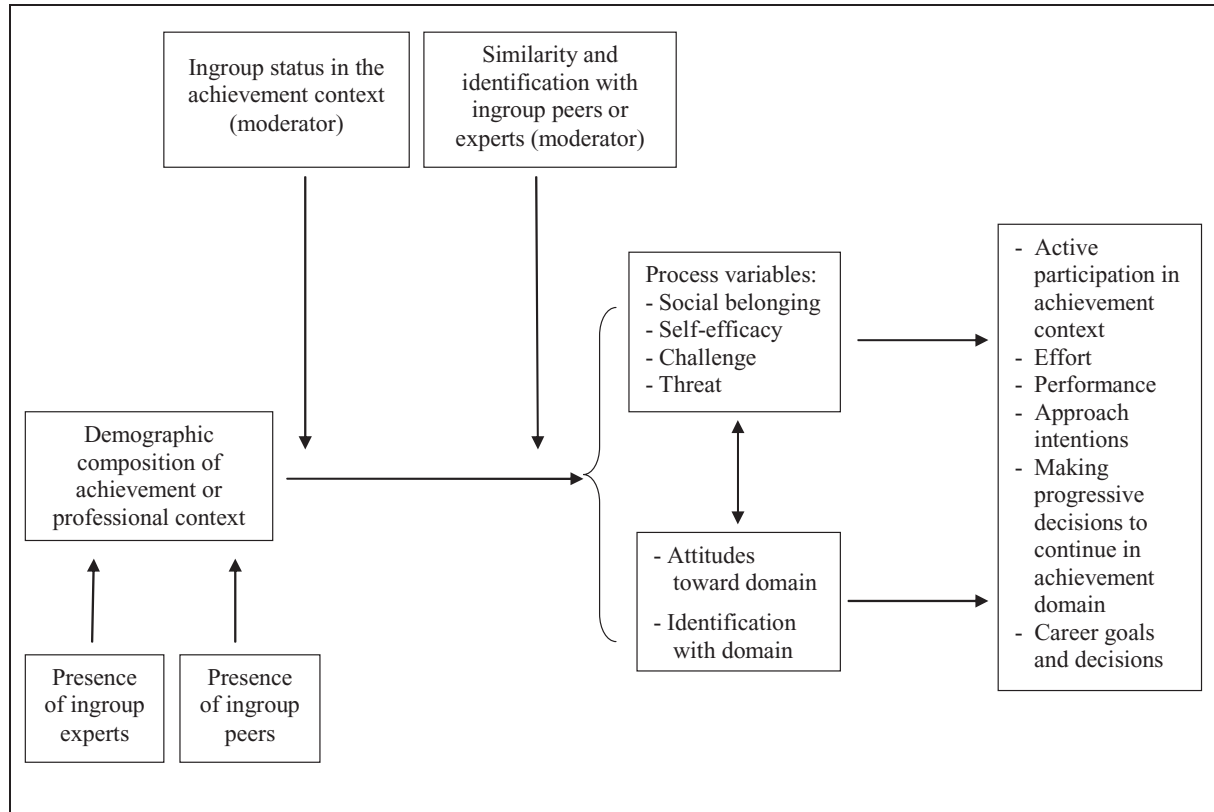 Ingroup status in the
achievement context
(moderator)
Similarity and
identification with
ingroup peers or
experts (moderator)
Demographic
composition of
achievement or
professional context
Presence
of ingroup
experts
Presence
of ingroup
peers
Process variables:
- Social belonging
- Self-efficacy
- Challenge
- Threat
- Attitudes
toward domain
- Identification
with domain
- Active
participation in
achievement
context
- Effort
- Performance
- Approach
intentions
- Making
progressive
decisions to
continue in
achievement
domain
- Career goals
and decisions